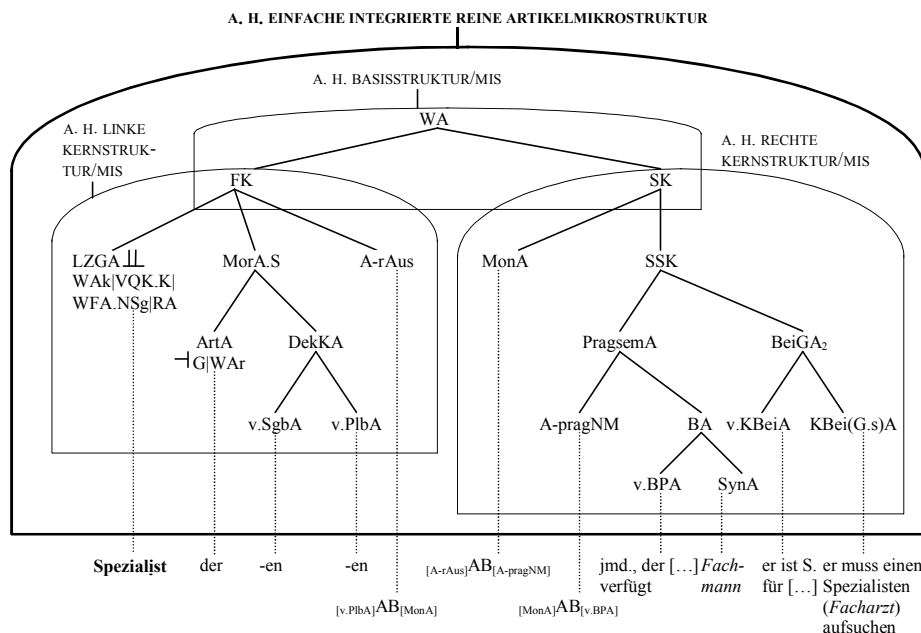 A. H. EINFACHE INTEGRIERTE REINE ARTIKELMIKROSTRUKTUR
A. H. BASISSTRUKTUR/MIS
WA
A. H. LINKE
KERNSTRUK-
TUR/MIS
A. H. RECHTE
KERNSTRUKTUR/MIS
FK
SK
LZGA
WAk|VQK.K|
WFA.NSg|RA
MorA.S
A-rAus
MonA
SSK
ArtA
⊣G|WAr
DekKA
PragsemA
BeiGA₂
v.SgbA
v.PlbA
A-pragNM
BA
v.KBeiA
KBei(G.s)A
v.BPA
SynA
Spezialịst
der
-en
-en
[v.PlbA]AB[MonA]
[A-rAus]AB[A-pragNM]
[MonA]AB[v.BPA]
jmd., der […]
verfügt
Fach-
mann
er ist S.
für […]
er muss einen
Spezialisten
(Facharzt)
aufsuchen